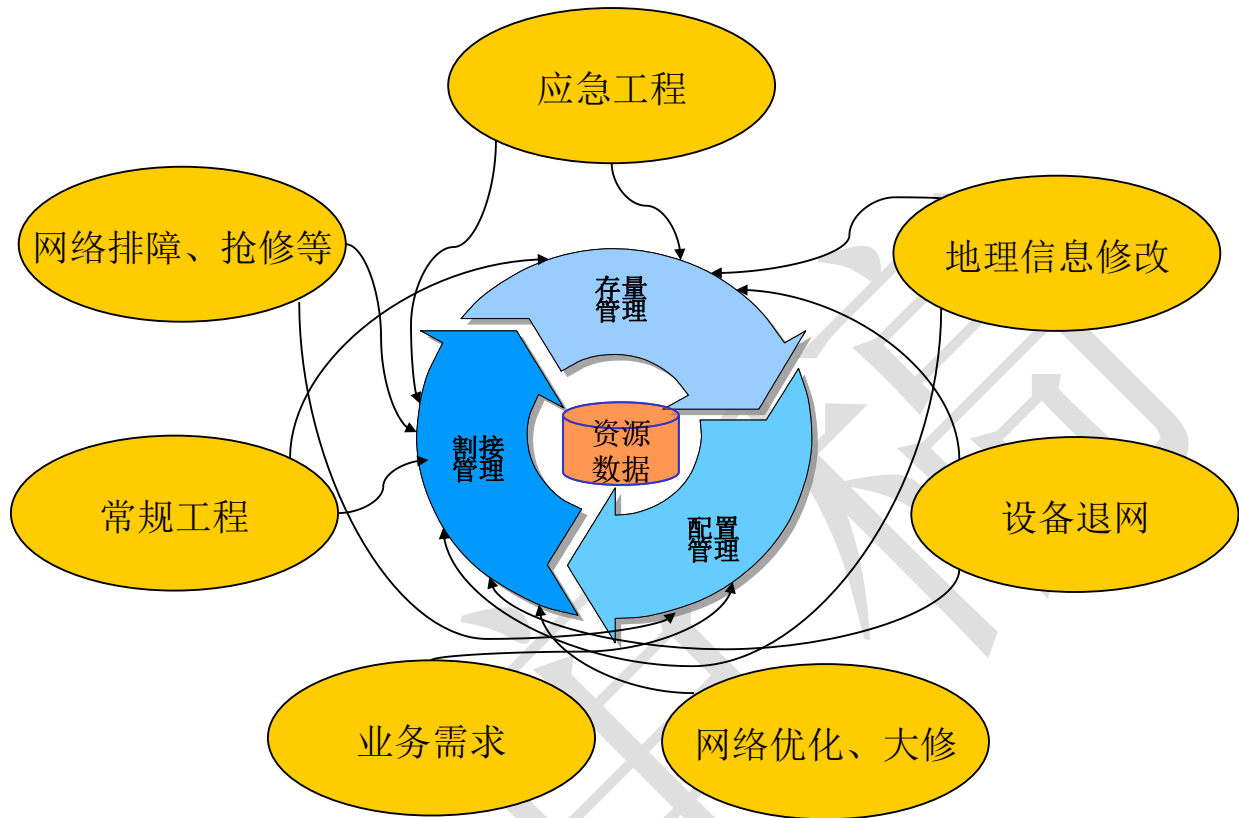 应急工程
网络排障、抢修等
地理信息修改
存量
管理
资源
数据
割接
管理
常规工程
设备退网
配置
管理
业务需求
网络优化、大修